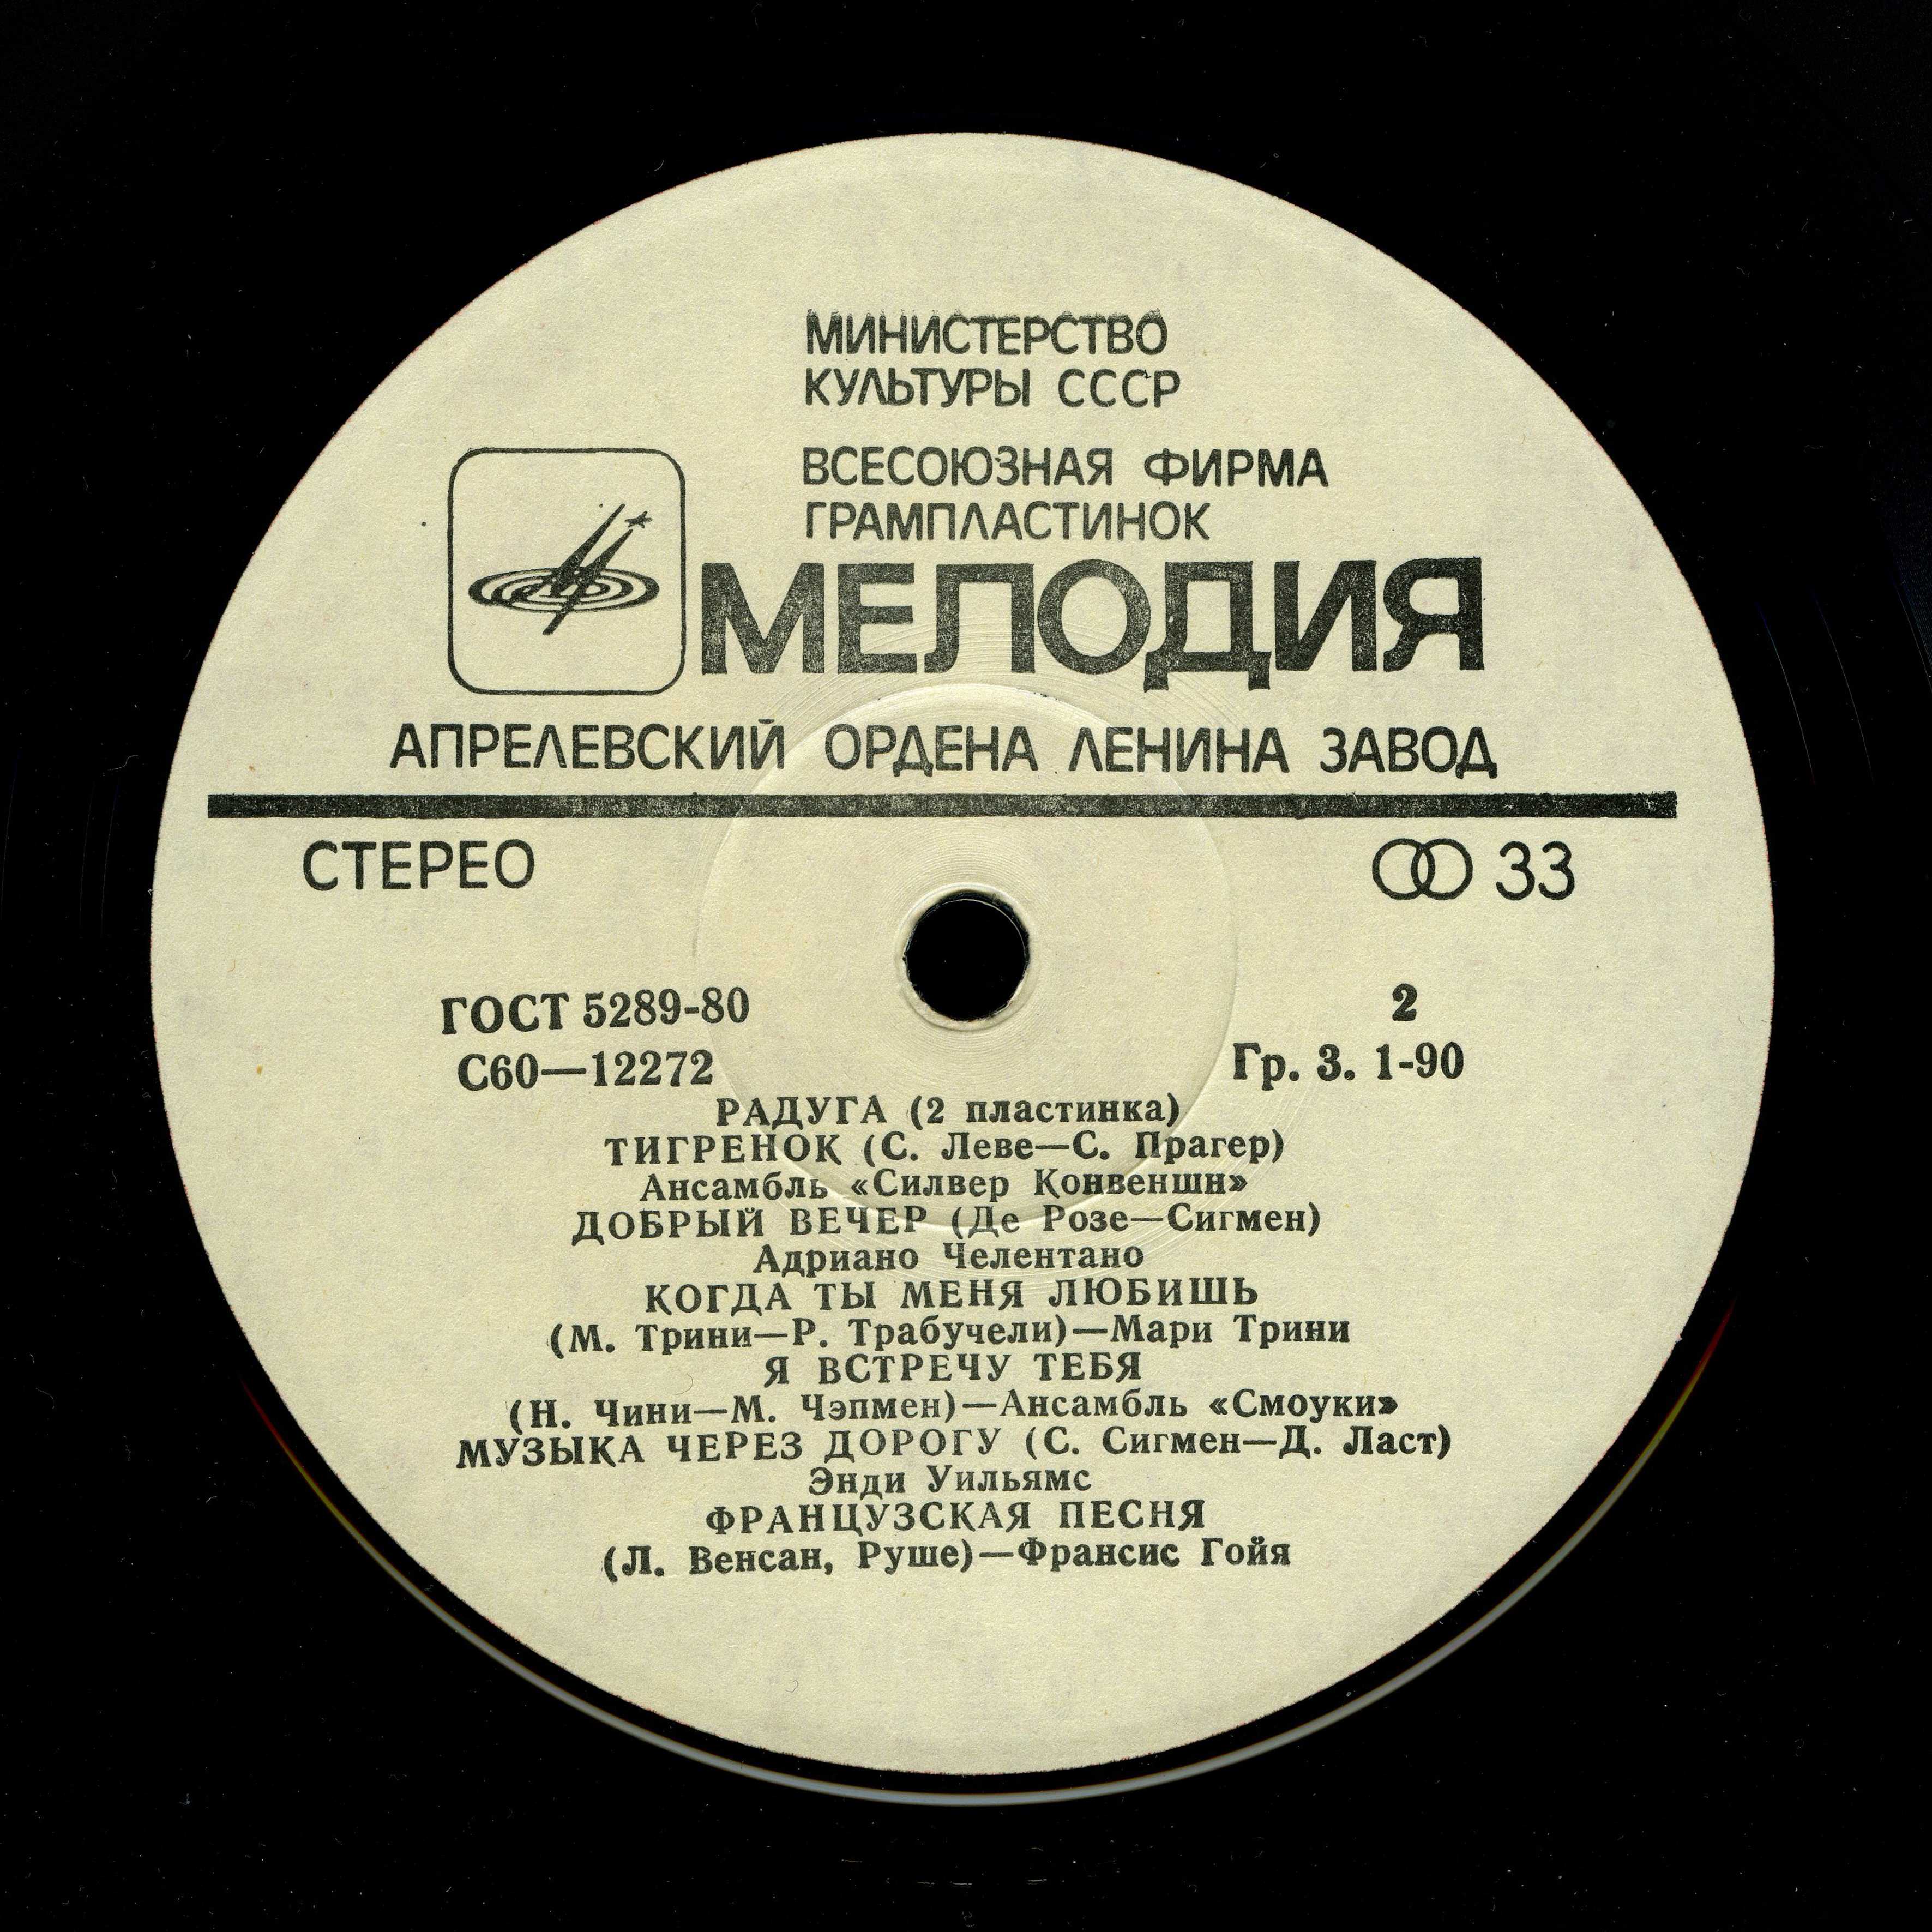 МИНИСТЕРСТВО
КУЛЬТУРЫ СССР
ВСЕСОЮЗНАЯ ФИРМА
ГРАМПЛАСТИНОК
МЕЛОДИЯ
АПРЕЛЕВСКИЙ ОРДЕНА ЛЕНИНА ЗАВОД
СТЕРЕО 33
ГОСТ 5289-80 2
С60—12272 Гр. 3. 1-90
РАДУГА (2 пластинка)
ТИГРЕНОК (С. Леве—С. Прагер)
Ансамбль «Силвер Конвеншн»
ДОБРЫЙ ВЕЧЕР (Де Розе—Сигмен)
Адриано Челентано
КОГДА ТЫ МЕНЯ ЛЮБИШЬ
(М. Трини—Р. Трабучели)—Мари Трини
Я ВСТРЕЧУ ТЕБЯ
(Н. Чини—М. Чэпмен)—Ансамбль «Смоуки»
МУЗЫКА ЧЕРЕЗ ДОРОГУ (С. Сигмен—Д. Ласт)
Энди Уильямс
ФРАНЦУЗСКАЯ ПЕСНЯ
(Л. Венсан, Руше)—Франсис Гойя